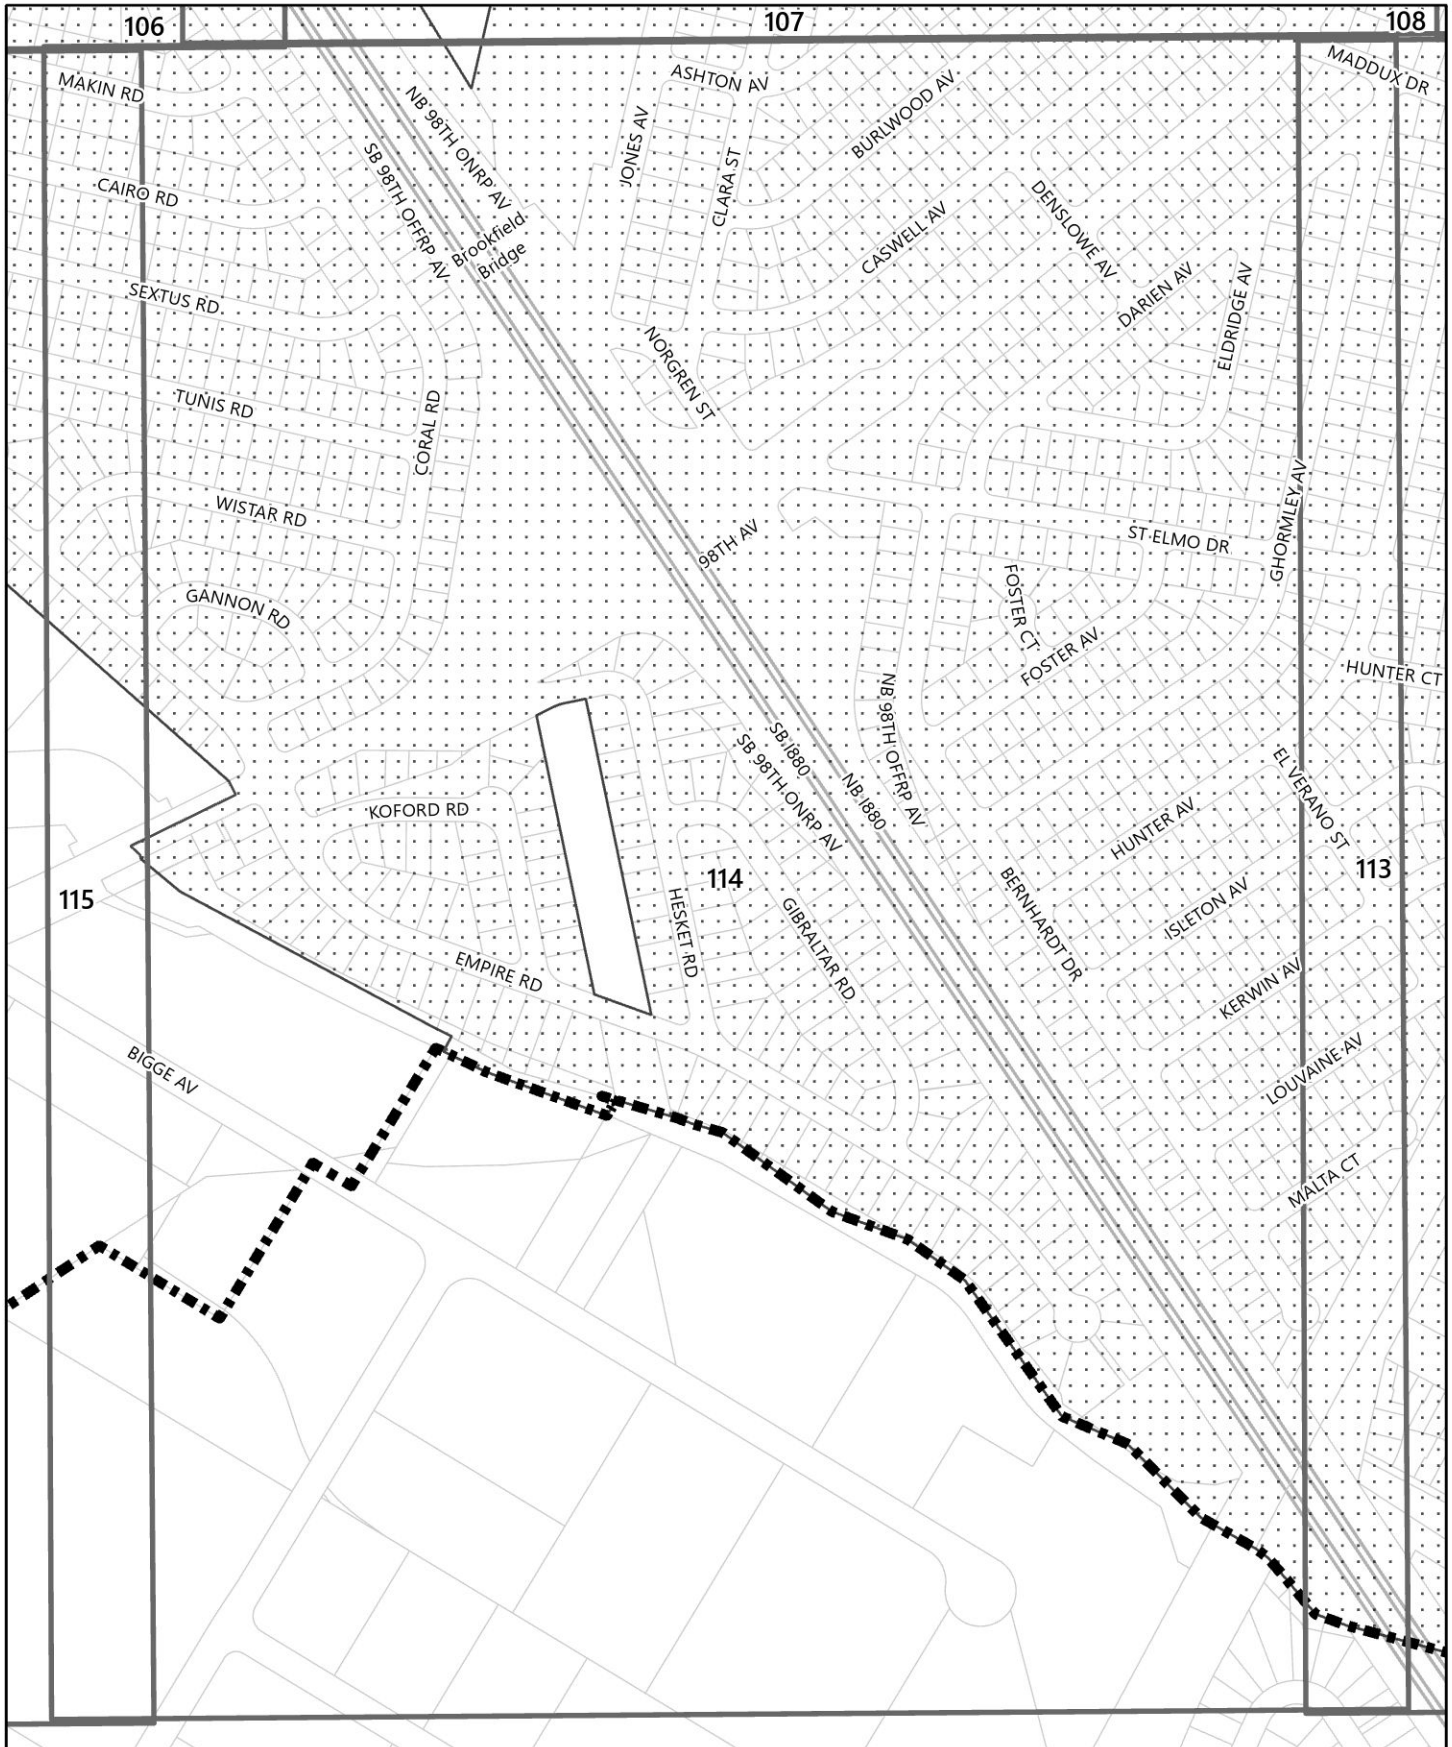 106
107
108
MAKIN RD
NB 98TH ONRP AV
ASHTON AV
BURLWOOD AV
MADDUX DR
JONES AV
CLARA ST
SB 98TH OFFRP AV
CAIRO RD
Brookfield
Bridge
CASWELL AV
DENSLOWE AV
DARIEN AV
ELDRIDGE AV
SEXTUS RD
NORGREN ST
TUNIS RD
CORAL RD
WISTAR RD
98TH AV
ST ELMO DR
GHORMLEY AV
GANNON RD
FOSTER CT
FOSTER AV
HUNTER CT
NB 98TH OFFRP AV
SB I880
SB 98TH ONRP AV
NB I880
KOFORD RD
EL VERANO ST
HUNTER AV
114
113
115
HESKET RD
GIBRALTAR RD
BERNHARDT DR
ISLETON AV
EMPIRE RD
KERWIN AV
BIGGE AV
LOUVAINE AV
MALTA CT